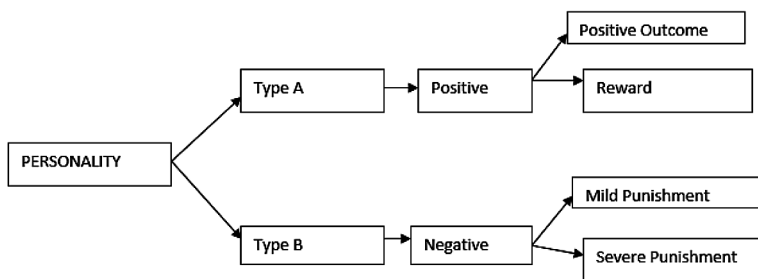 Positive Outcome
Type A
Positive
Reward
PERSONALITY
Mild Punishment
Type B
Negative
Severe Punishment